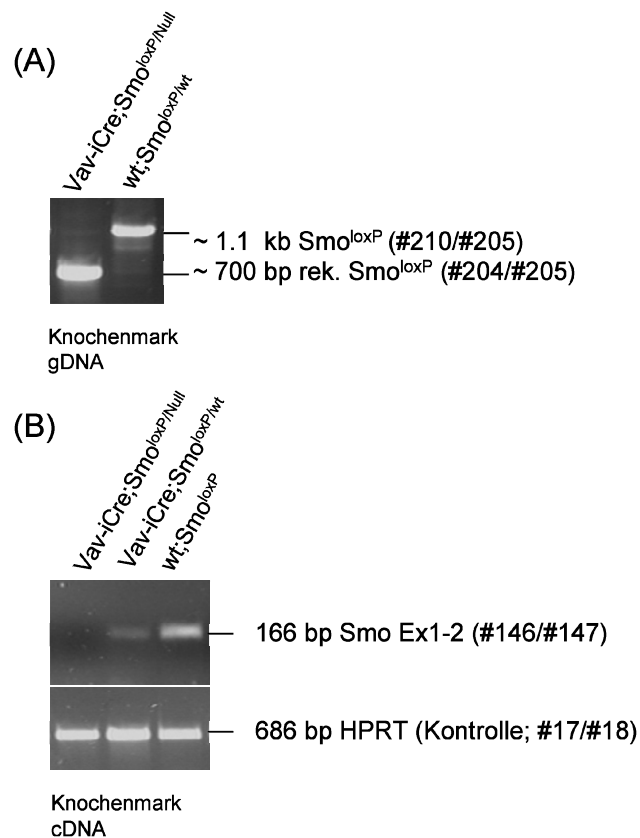 (A)
Vav-iCre;Smo^loxP/Null
wt;Smo^loxP/wt
~ 1.1 kb Smo^loxP (#210/#205)
~ 700 bp rek. Smo^loxP (#204/#205)
Knochenmark
gDNA
(B)
Vav-iCre;Smo^loxP/Null
Vav-iCre;Smo^loxP/wt
wt;Smo^loxP
166 bp Smo Ex1-2 (#146/#147)
686 bp HPRT (Kontrolle; #17/#18)
Knochenmark
cDNA